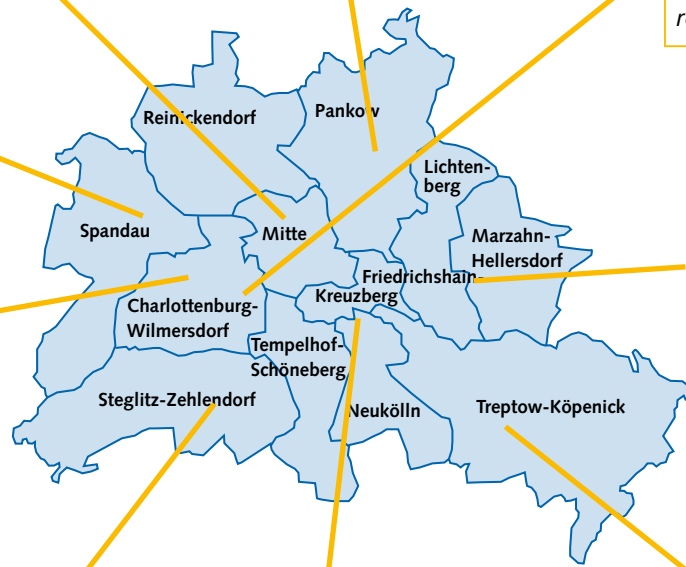 r
Reinickendorf
Pankow
Lichten-
berg
Spandau
Mitte
Marzahn-
Hellersdorf
Friedrichshain-
Kreuzberg
Charlottenburg-
Wilmersdorf
Tempelhof-
Schöneberg
Steglitz-Zehlendorf
Neukölln
Treptow-Köpenick